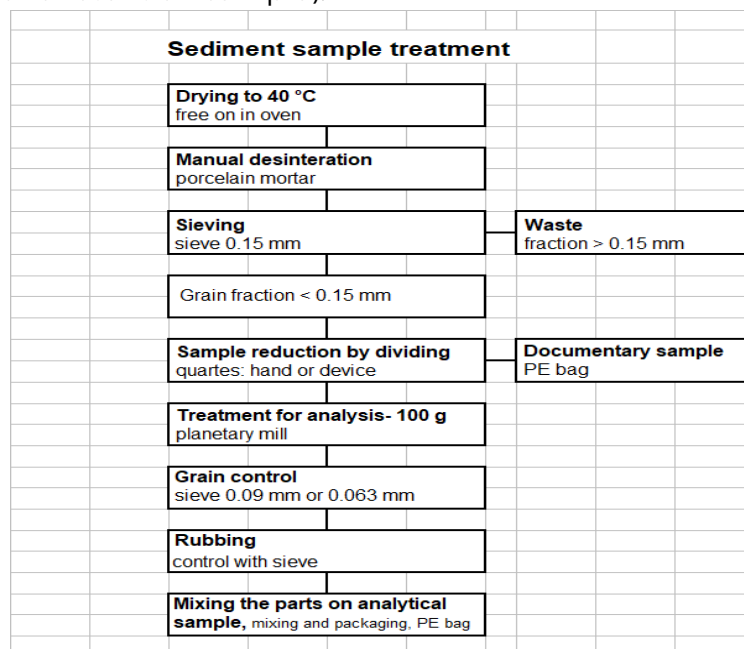 Sediment sample treatment
Drying to 40 °C
free on in oven
Manual desinteration
porcelain mortar
Sieving
sieve 0.15 mm
Waste
fraction > 0.15 mm
Grain fraction < 0.15 mm
Sample reduction by dividing
quartes: hand or device
Documentary sample
PE bag
Treatment for analysis- 100 g
planetary mill
Grain control
sieve 0.09 mm or 0.063 mm
Rubbing
control with sieve
Mixing the parts on analytical
sample, mixing and packaging, PE bag